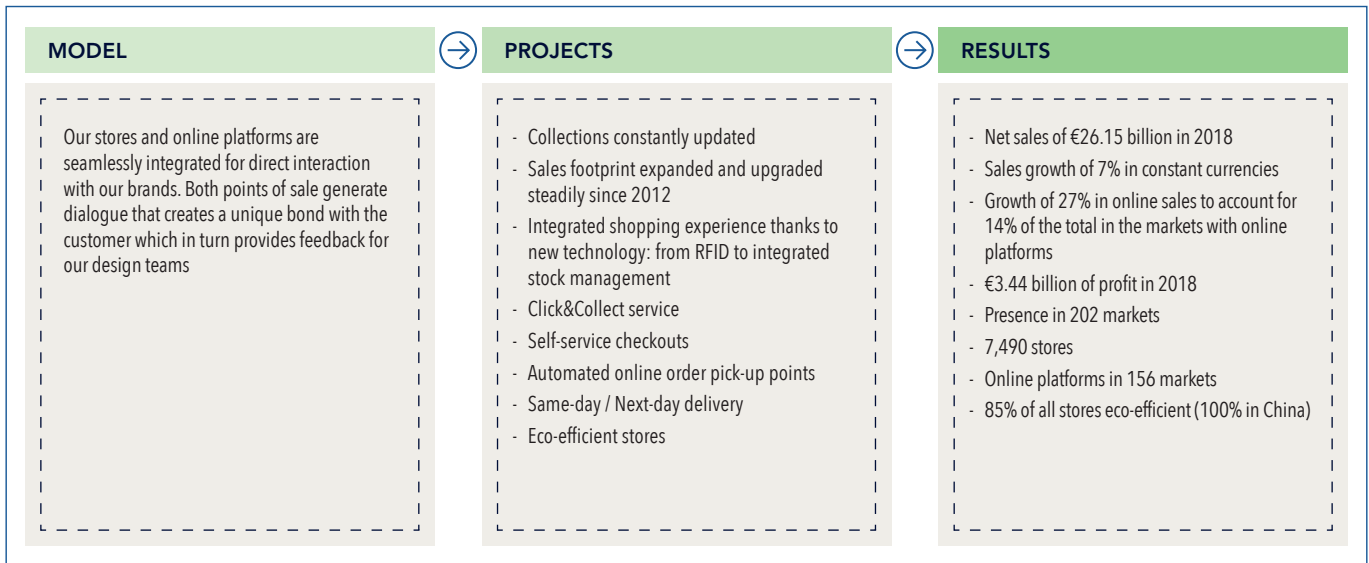 MODEL
Our stores and online platforms are
seamlessly integrated for direct interaction
with our brands. Both points of sale generate
dialogue that creates a unique bond with the
customer which in turn provides feedback for
our design teams
PROJECTS
- Collections constantly updated
- Sales footprint expanded and upgraded
steadily since 2012
- Integrated shopping experience thanks to
new technology: from RFID to integrated
stock management
- Click&Collect service
- Self-service checkouts
- Automated online order pick-up points
- Same-day / Next-day delivery
- Eco-efficient stores
RESULTS
- Net sales of €26.15 billion in 2018
- Sales growth of 7% in constant currencies
- Growth of 27% in online sales to account for
14% of the total in the markets with online
platforms
- €3.44 billion of profit in 2018
- Presence in 202 markets
- 7,490 stores
- Online platforms in 156 markets
- 85% of all stores eco-efficient (100% in China)